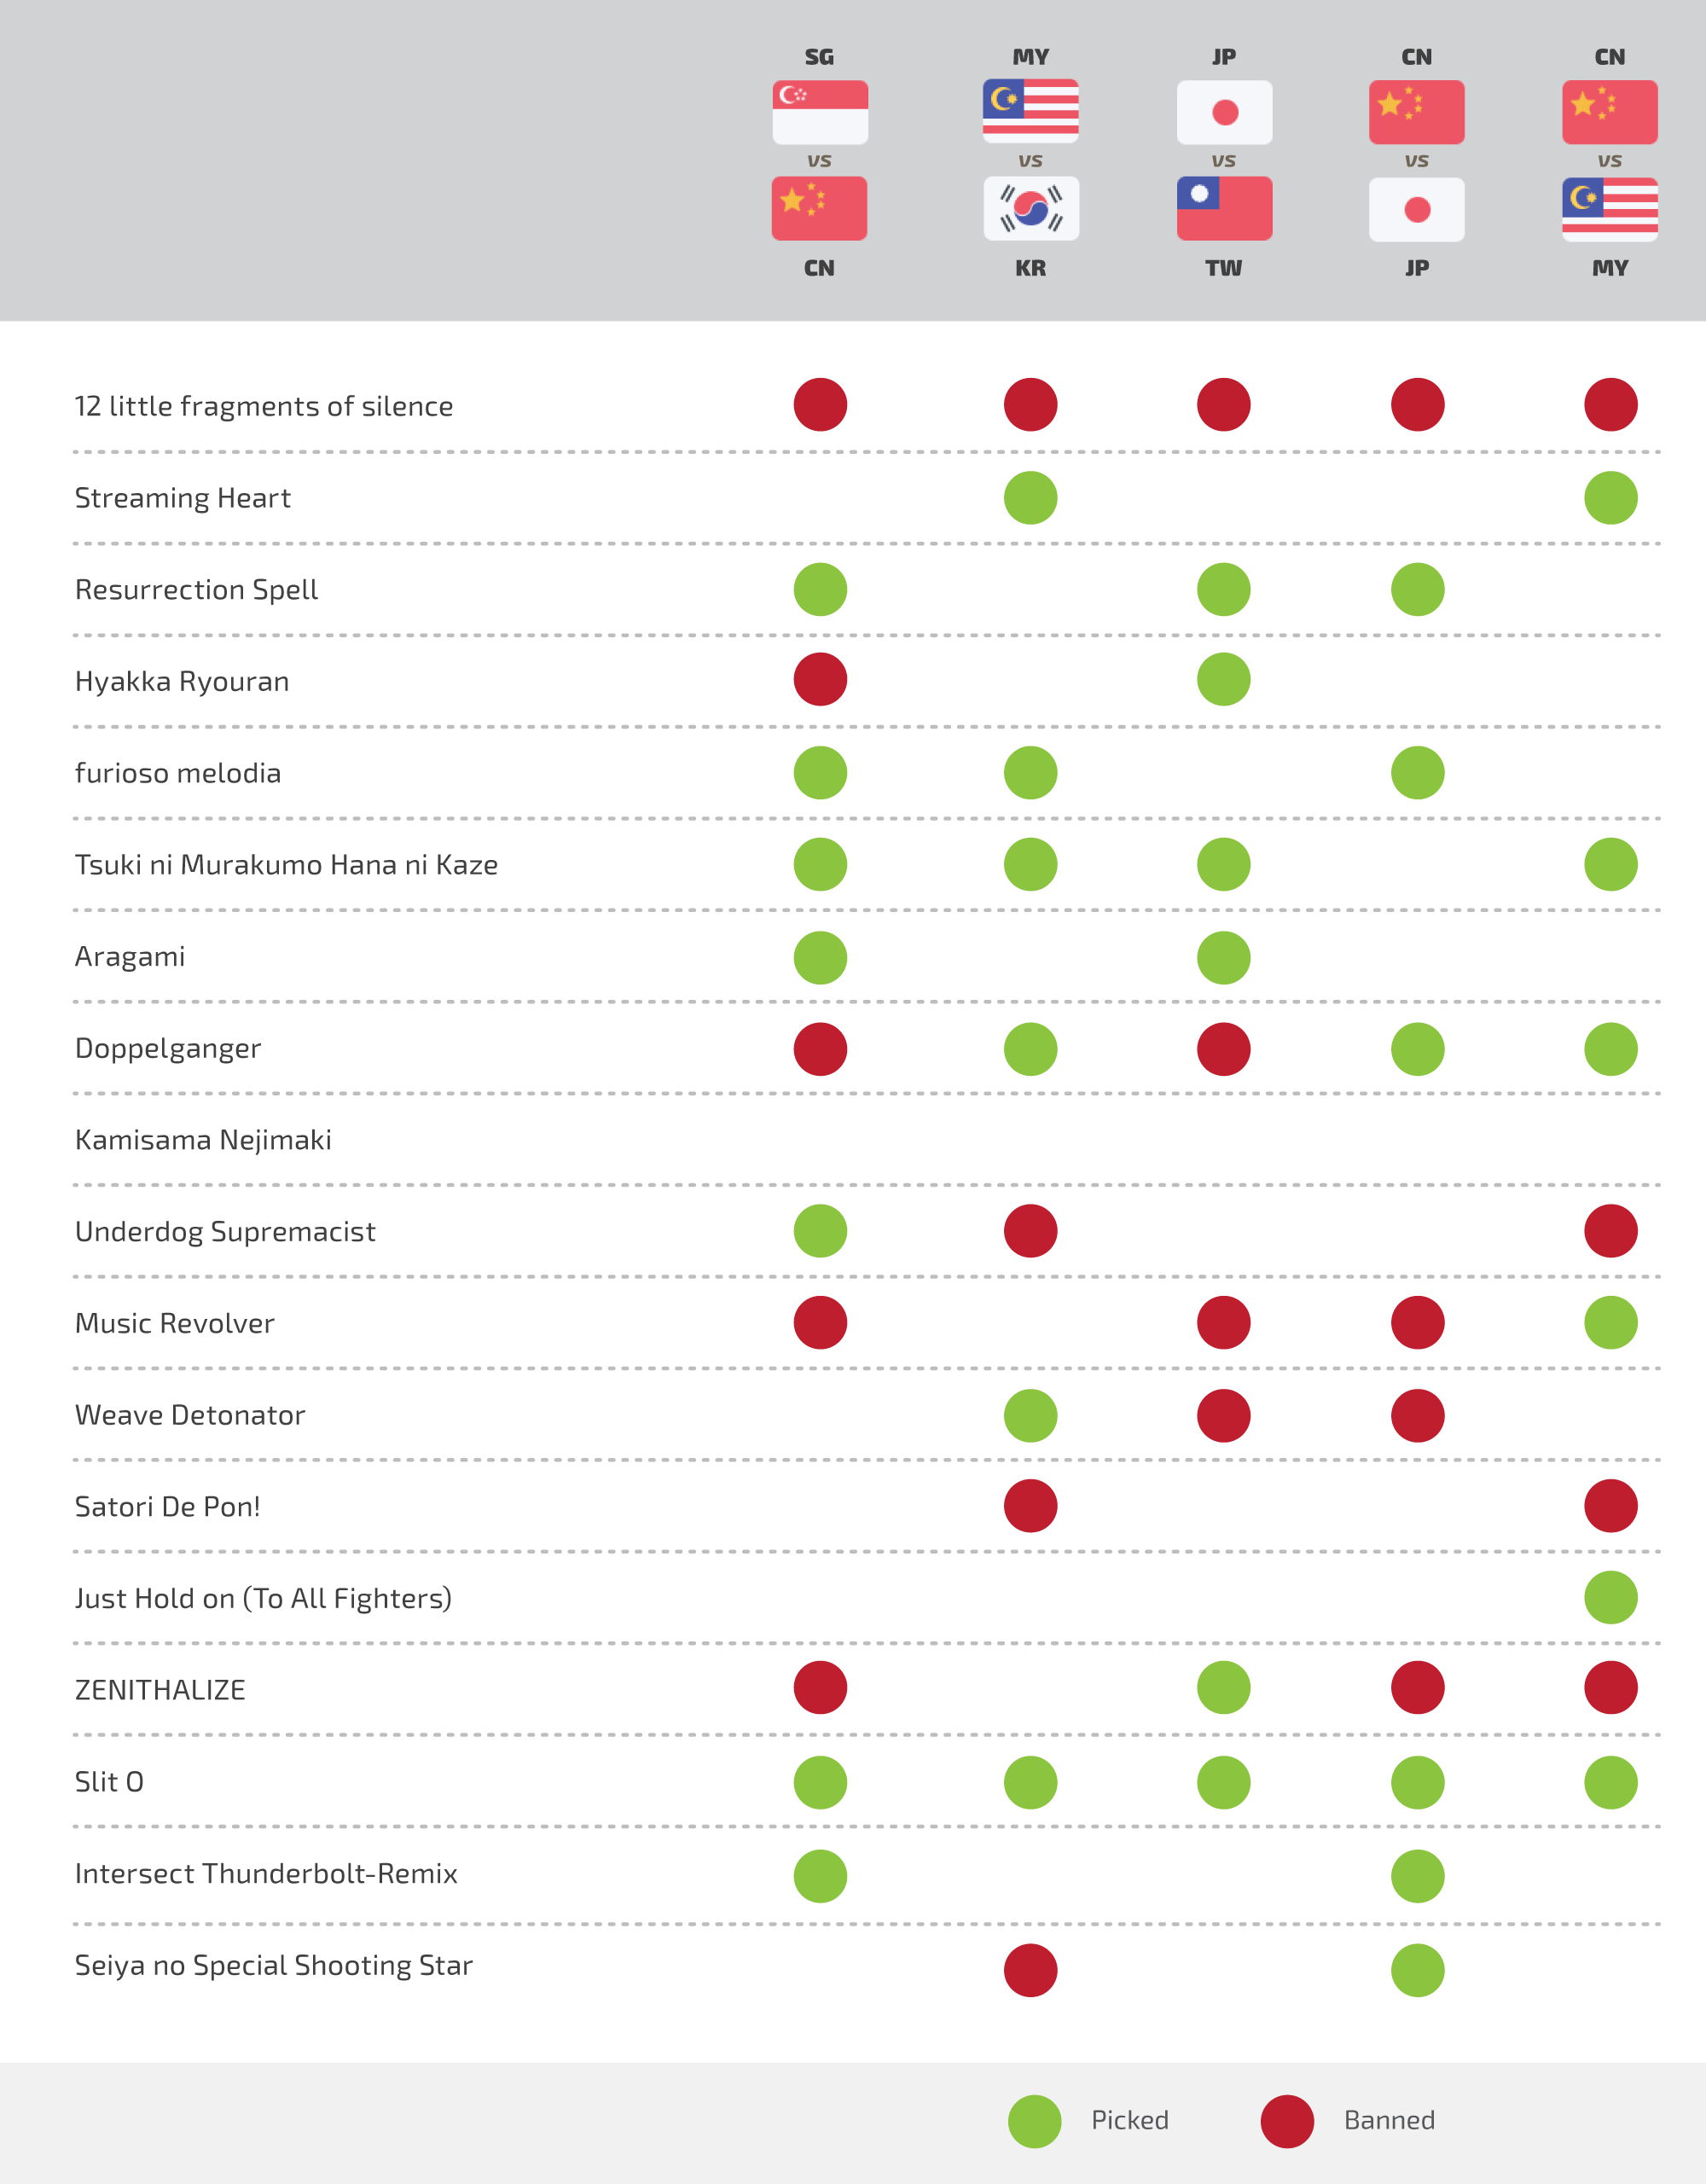 SG MY JP CN CN
vs vs vs vs vs
CN KR TW JP MY
12 little fragments of silence
Streaming Heart
Resurrection Spell
Hyakka Ryouran
furioso melodia
Tsuki ni Murakumo Hana ni Kaze
Aragami
Doppelganger
Kamisama Nejimaki
Underdog Supremacist
Music Revolver
Weave Detonator
Satori De Pon!
Just Hold on (To All Fighters)
ZENITHALIZE
Slit O
Intersect Thunderbolt-Remix
Seiya no Special Shooting Star
Picked Banned